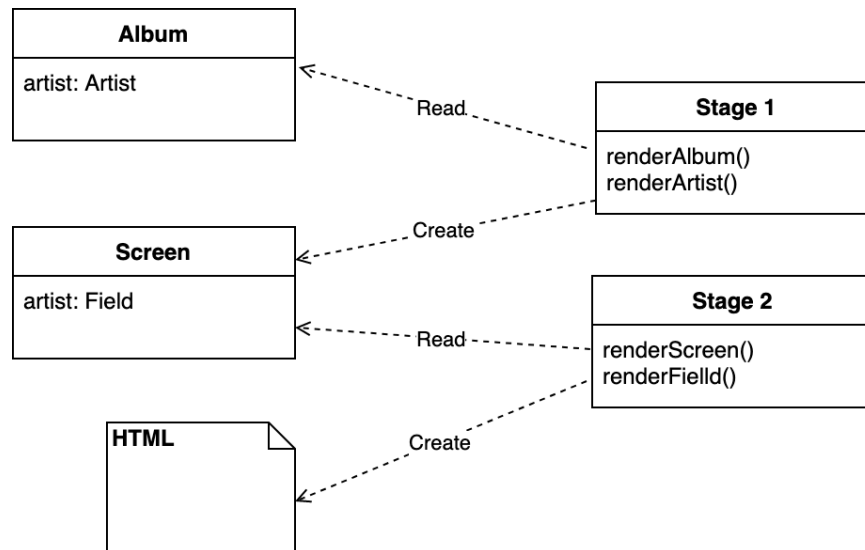 Album
artist: Artist
Read
Stage 1
renderAlbum()
renderArtist()
Create
Screen
artist: Field
Read
Stage 2
renderScreen()
renderFielld()
Create
HTML